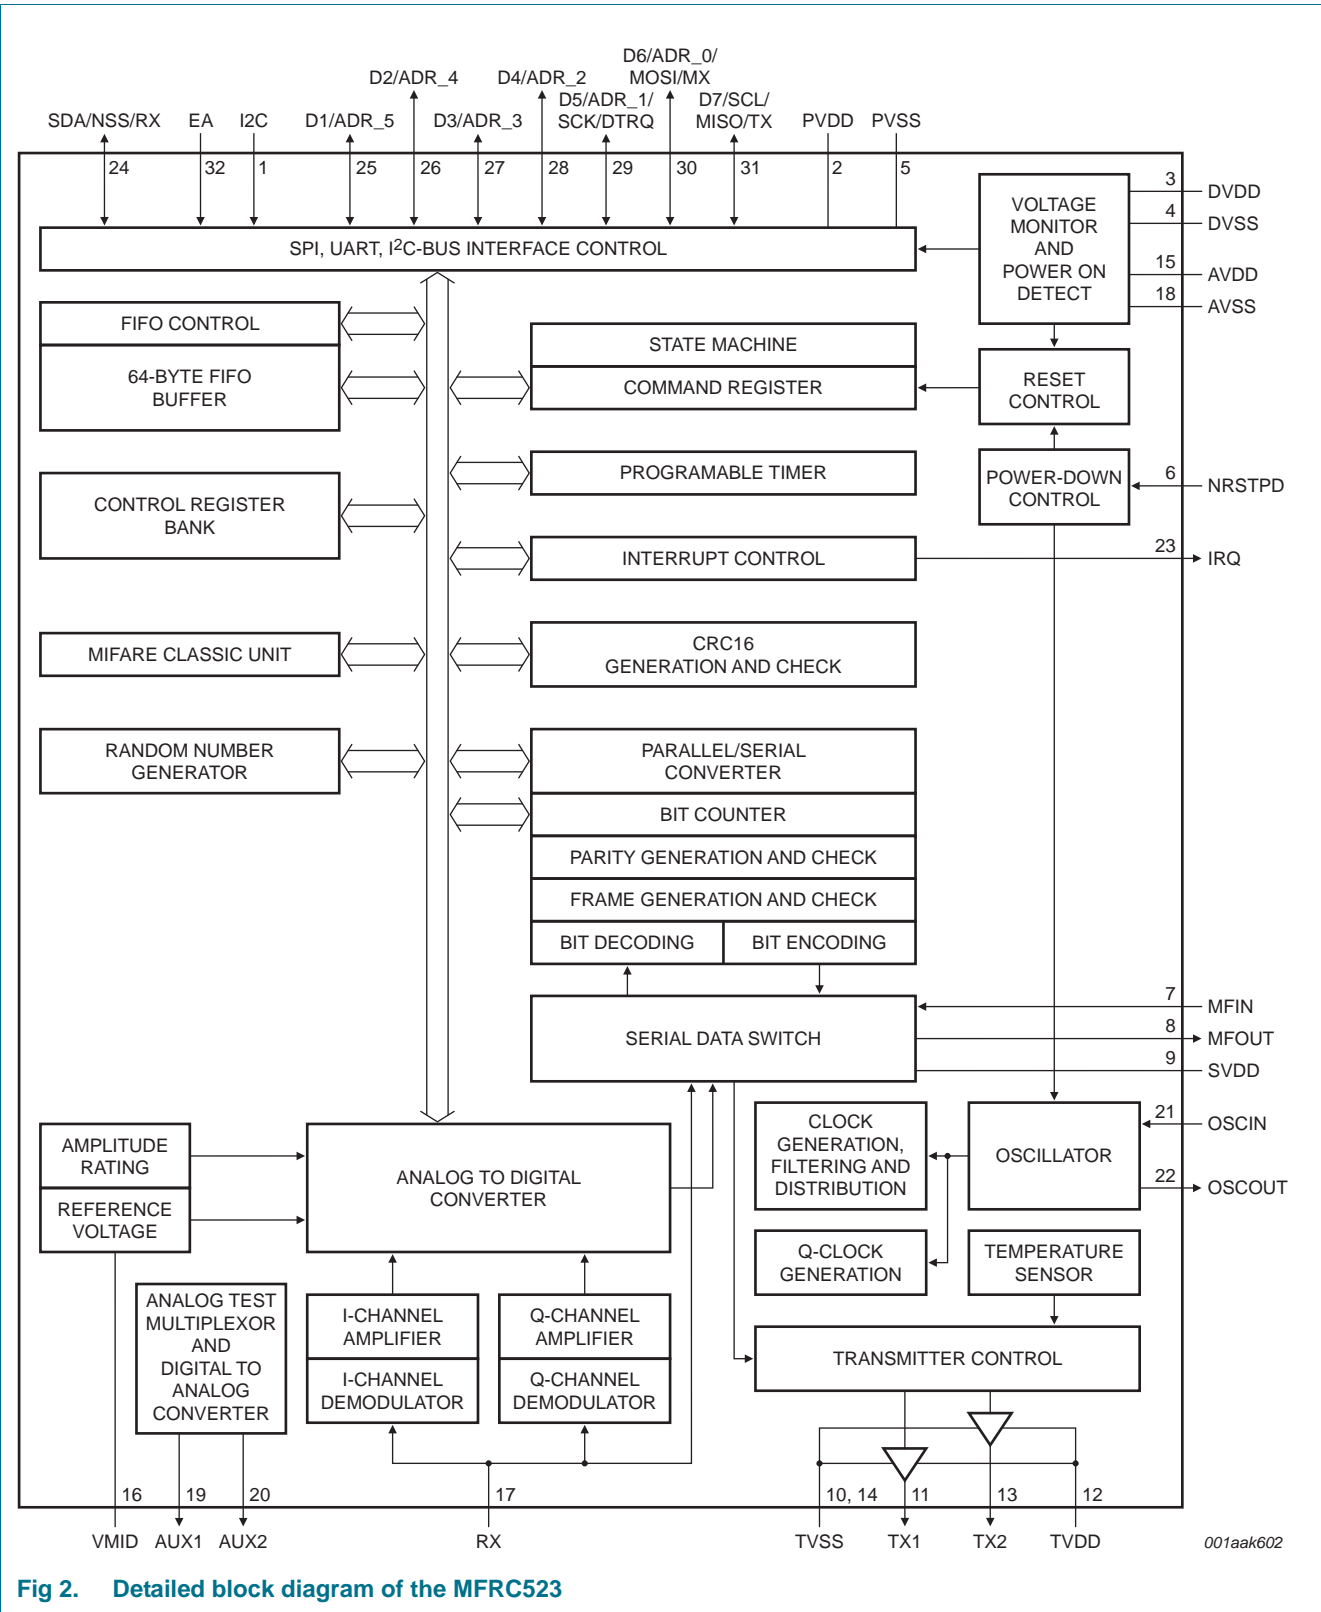 D6/ADR_0/
MOSI/MX
D2/ADR_4
D4/ADR_2
D5/ADR_1/
SCK/DTRQ
D7/SCL/
MISO/TX
SDA/NSS/RX
EA
I2C
D1/ADR_5
D3/ADR_3
PVDD
PVSS
24
32
1
25
26
27
28
29
30
31
2
5
VOLTAGE
MONITOR
AND
POWER ON
DETECT
3
DVDD
4
DVSS
15
AVDD
18
AVSS
SPI, UART, I2C-BUS INTERFACE CONTROL
FIFO CONTROL
64-BYTE FIFO
BUFFER
STATE MACHINE
COMMAND REGISTER
RESET
CONTROL
CONTROL REGISTER
BANK
PROGRAMABLE TIMER
POWER-DOWN
CONTROL
6
NRSTPD
INTERRUPT CONTROL
23
IRQ
MIFARE CLASSIC UNIT
CRC16
GENERATION AND CHECK
RANDOM NUMBER
GENERATOR
PARALLEL/SERIAL
CONVERTER
BIT COUNTER
PARITY GENERATION AND CHECK
FRAME GENERATION AND CHECK
BIT DECODING
BIT ENCODING
SERIAL DATA SWITCH
7
MFIN
8
MFOUT
9
SVDD
AMPLITUDE
RATING
REFERENCE
VOLTAGE
ANALOG TO DIGITAL
CONVERTER
CLOCK
GENERATION,
FILTERING AND
DISTRIBUTION
OSCILLATOR
21
OSCIN
22
OSCOUT
Q-CLOCK
GENERATION
TEMPERATURE
SENSOR
ANALOG TEST
MULTIPLEXOR
AND
DIGITAL TO
ANALOG
CONVERTER
I-CHANNEL
AMPLIFIER
I-CHANNEL
DEMODULATOR
Q-CHANNEL
AMPLIFIER
Q-CHANNEL
DEMODULATOR
TRANSMITTER CONTROL
16
19
20
17
10, 14
11
13
12
VMID
AUX1
AUX2
RX
TVSS
TX1
TX2
TVDD
001aak602
Fig 2. Detailed block diagram of the MFRC523